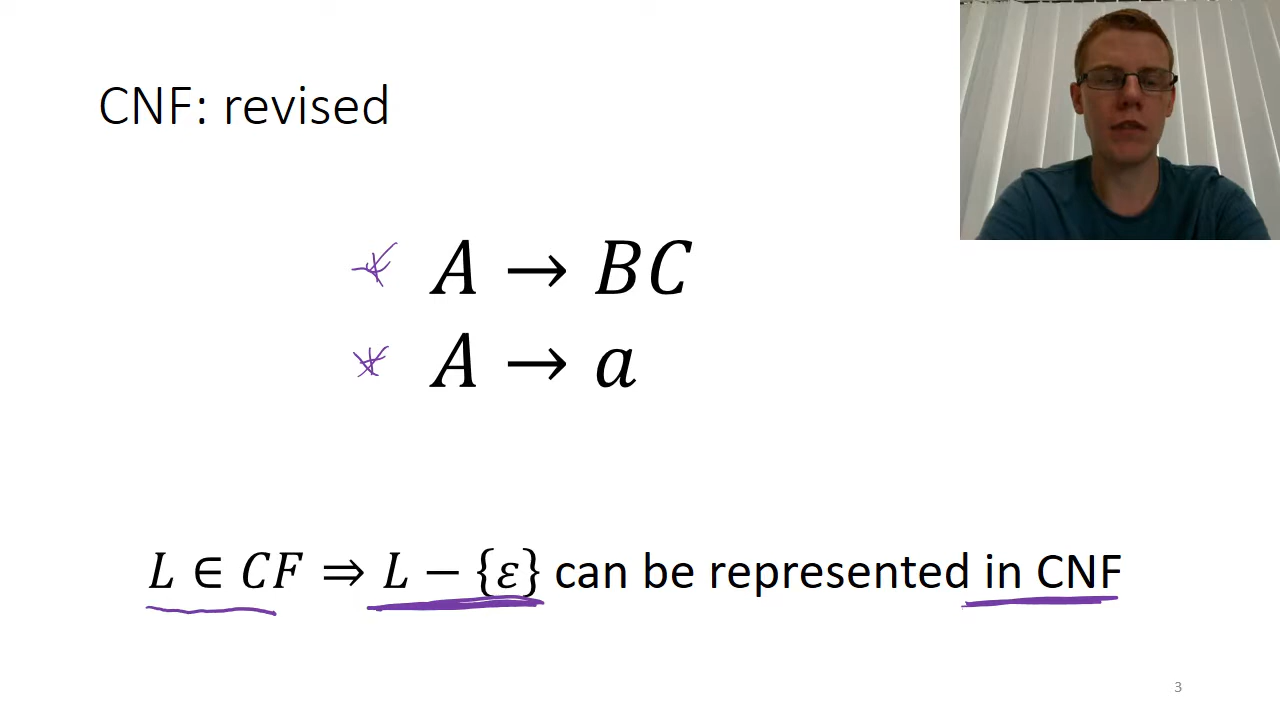 CNF: revised
A → BC
A → a
L ∈ CF ⇒ L − {ε} can be represented in CNF
3